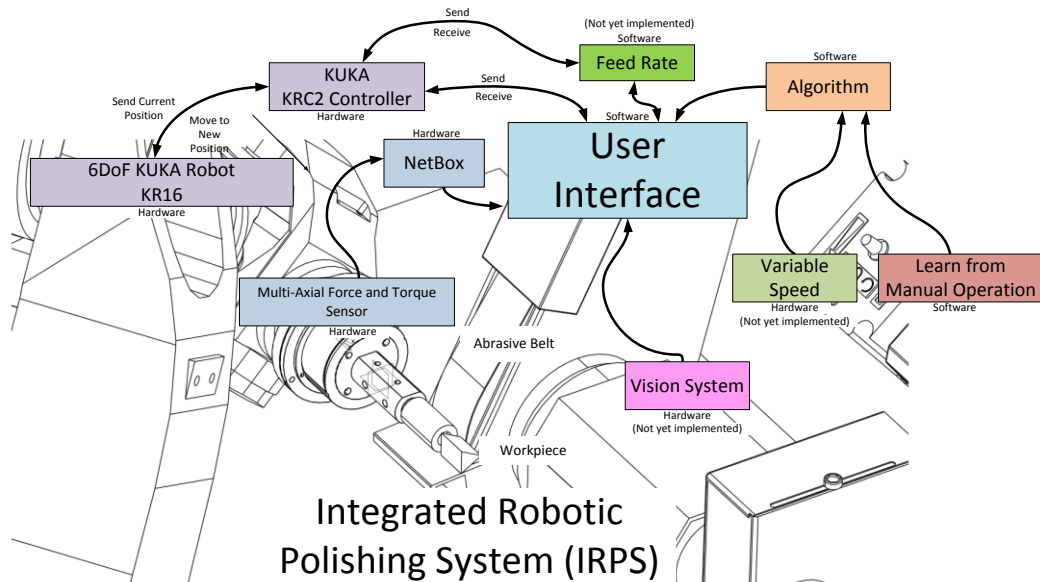 Send
Receive
(Not yet implemented)
Software
Feed Rate
KUKA
KRC2 Controller
Hardware
Send
Receive
Software
Algorithm
Send Current
Position
Move to
New
Position
6DoF KUKA Robot
KR16
Hardware
Hardware
NetBox
Software
User
Interface
Multi-Axial Force and Torque
Sensor
Hardware
Variable
Speed
Hardware
(Not yet implemented)
Learn from
Manual Operation
Software
Abrasive Belt
Vision System
Hardware
(Not yet implemented)
Workpiece
Integrated Robotic
Polishing System (IRPS)